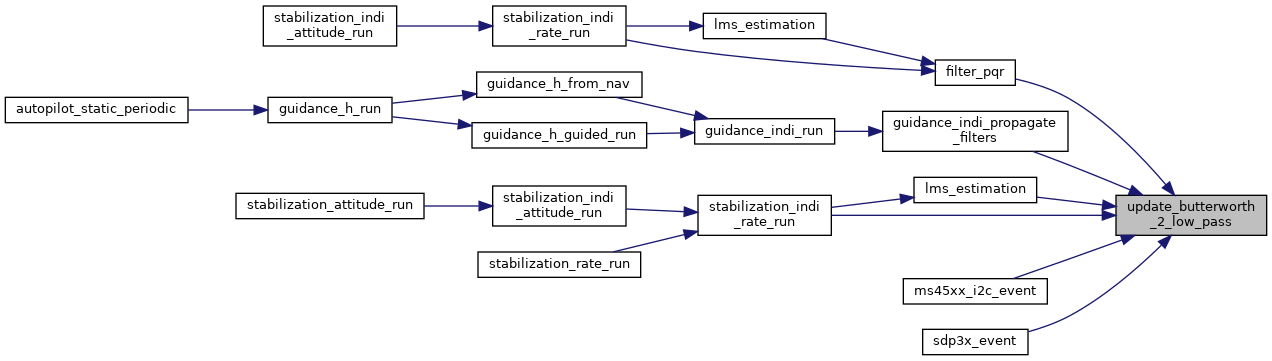 stabilization_indi
_attitude_run
stabilization_indi
_rate_run
lms_estimation
filter_pqr
guidance_h_from_nav
autopilot_static_periodic
guidance_h_run
guidance_h_guided_run
guidance_indi_run
guidance_indi_propagate
_filters
stabilization_attitude_run
stabilization_indi
_attitude_run
stabilization_indi
_rate_run
lms_estimation
update_butterworth
_2_low_pass
stabilization_rate_run
ms45xx_i2c_event
sdp3x_event